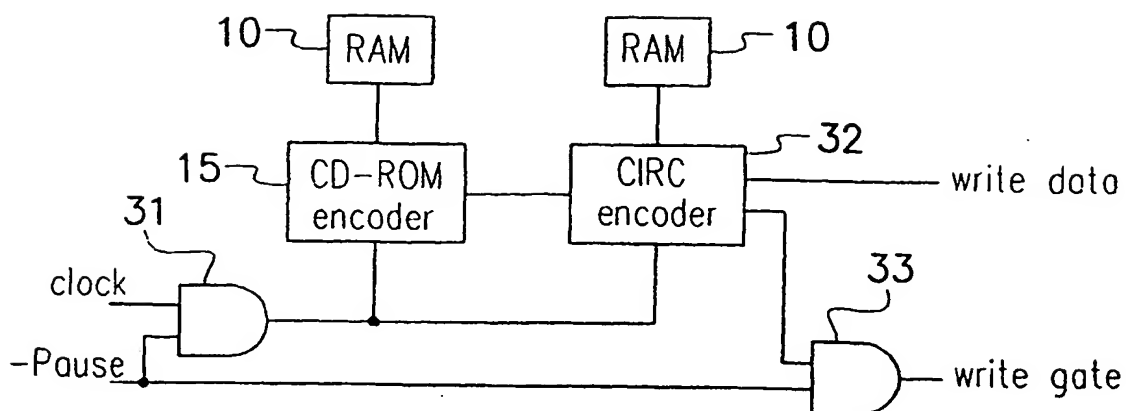 10
RAM
RAM
10
15
CD-ROM
encoder
CIRC
encoder
32
write data
31
clock
33
-Pause
write gate